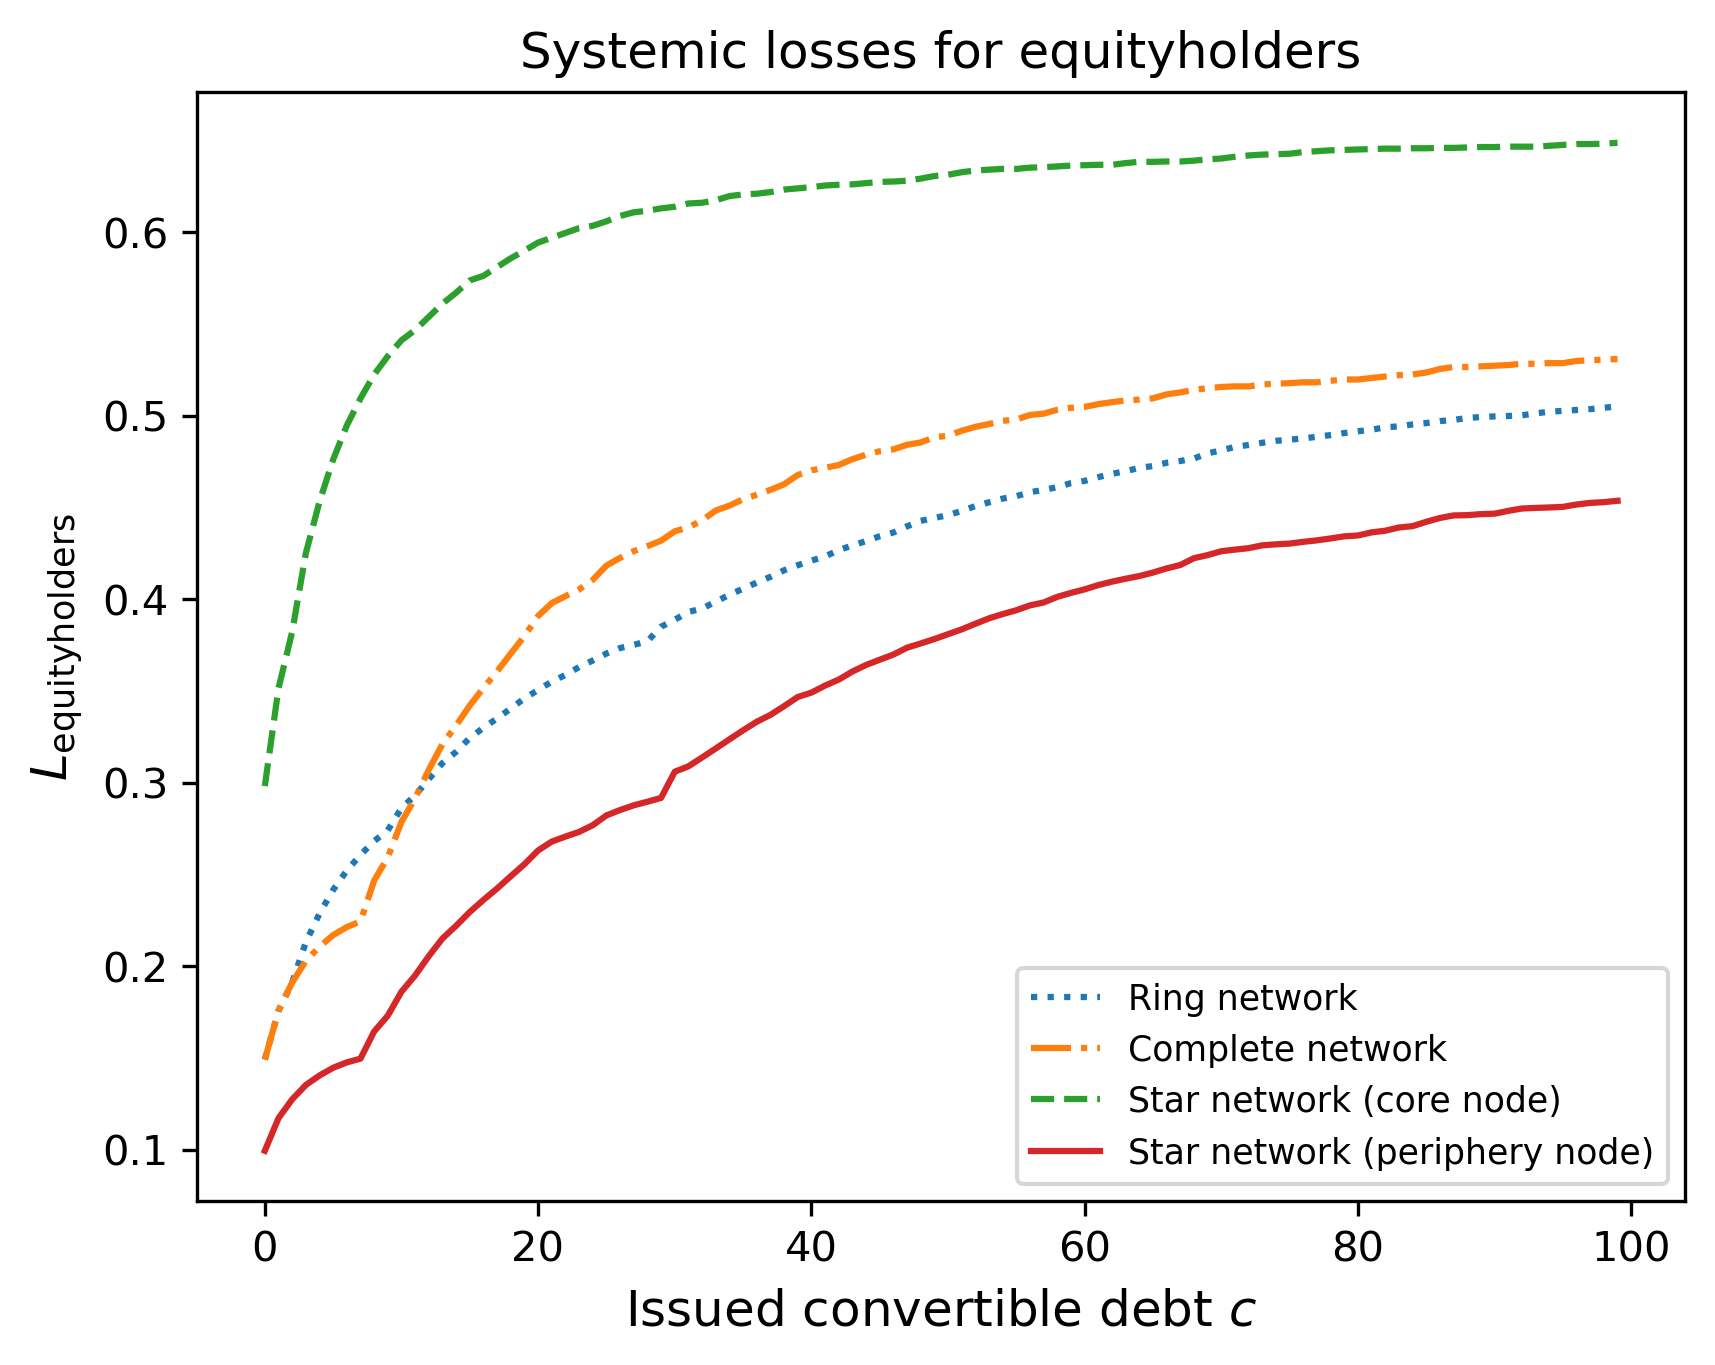 Systemic losses for equityholders
L_equityholders
0.6
0.5
0.4
0.3
0.2
0.1
Ring network
Complete network
Star network (core node)
Star network (periphery node)
0 20 40 60 80 100
Issued convertible debt c